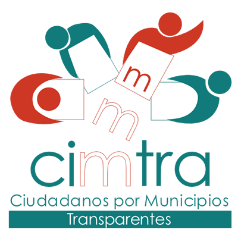 m
m
cimtra
Ciudadanos por Municipios
Transparentes